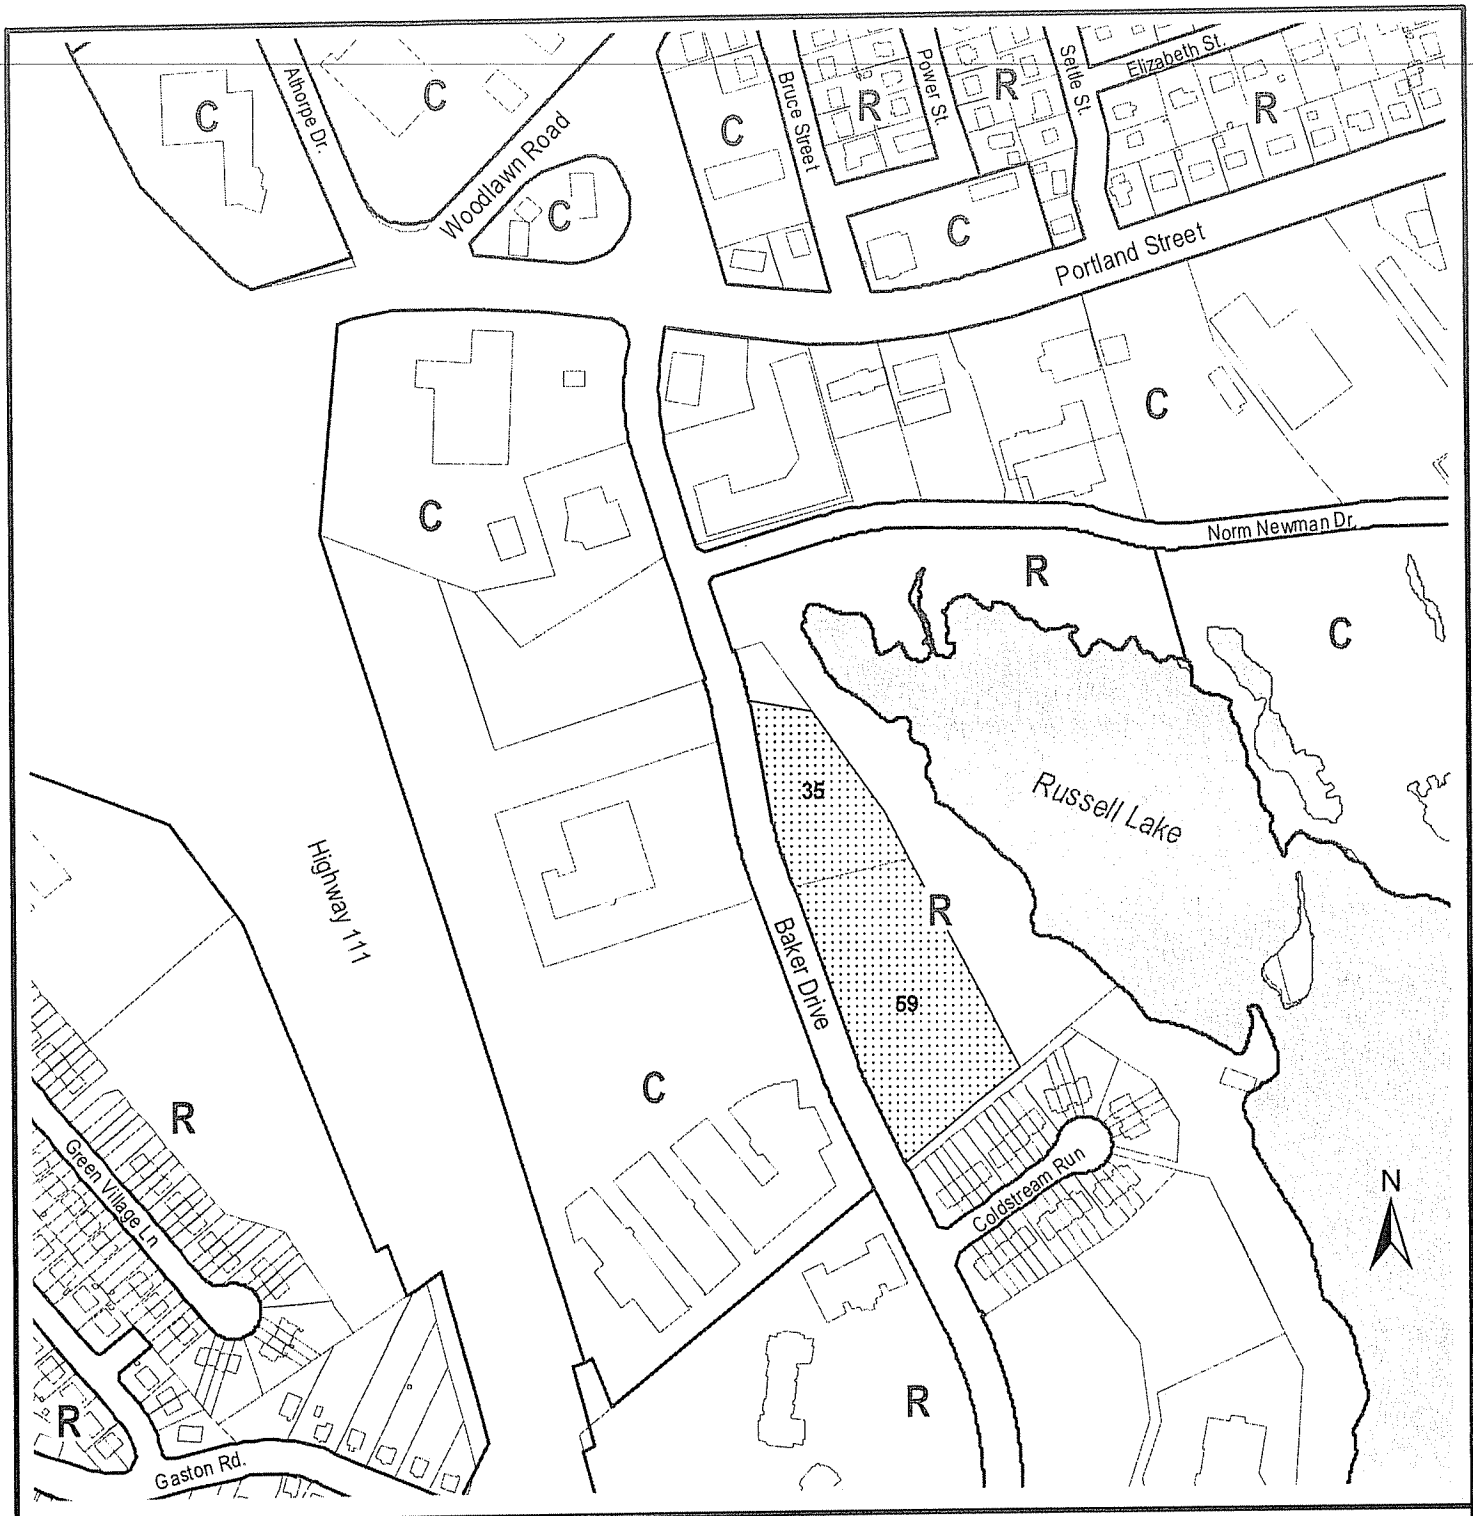 Athorpe Dr.
C
C
Woodlawn Road
C
C
Bruce Street
R
Power St.
R
Settle St.
Elizabeth St.
R
C
Portland Street
C
C
Norm Newman Dr.
R
C
35
Russell Lake
Highway 111
R
Baker Drive
59
C
R
Green Village Ln
Coldstream Run
N
R
R
Gaston Rd.